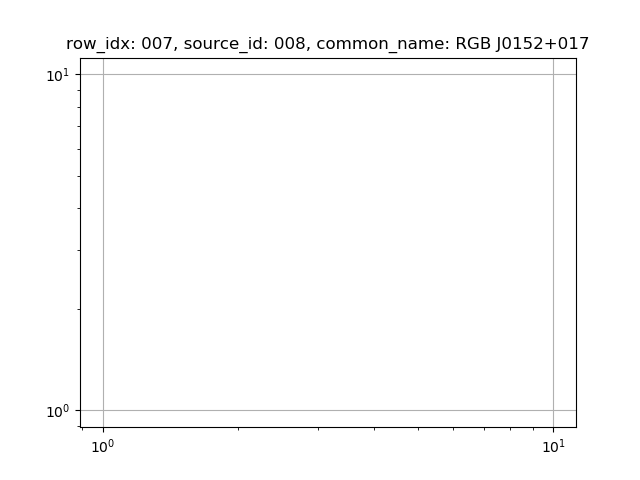 row_idx: 007, source_id: 008, common_name: RGB J0152+017
10¹
10⁰
10⁰ 10¹